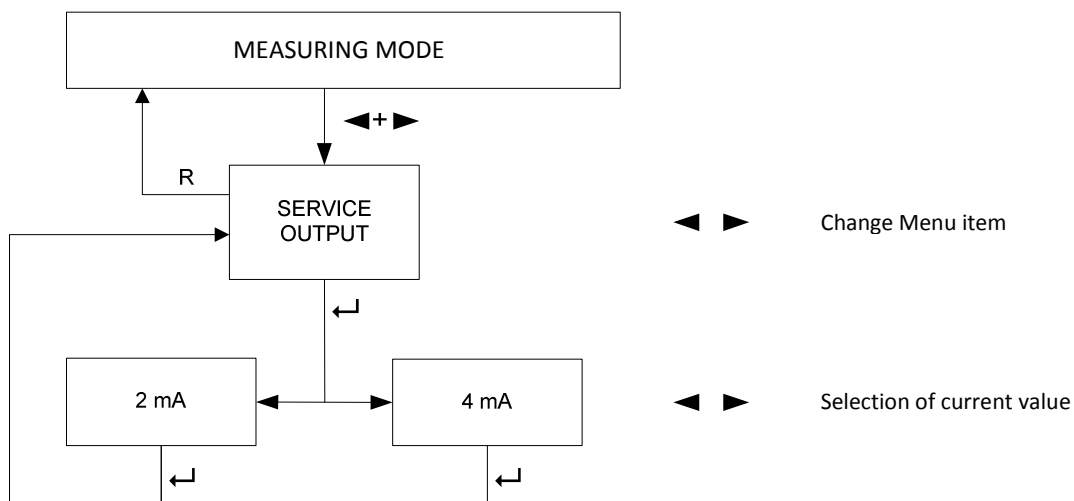 MEASURING MODE
◄+►
R
SERVICE
OUTPUT
◄ ► Change Menu item
↵
2 mA
4 mA
◄ ► Selection of current value
↵
↵